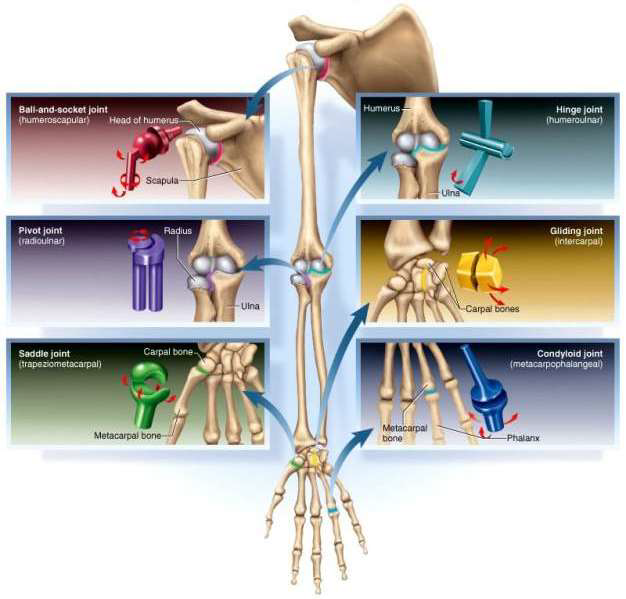 Ball-and-socket joint
(humeroscapular)
Head of humerus
Scapula
Humerus
Hinge joint
(humeroulnar)
Ulna
Pivot joint
(radioulnar)
Radius
Ulna
Gliding joint
(intercarpal)
Carpal bones
Saddle joint
(trapeziometacarpal)
Carpal bone
Metacarpal bone
Condyloid joint
(metacarpophalangeal)
Metacarpal
bone
Phalanx